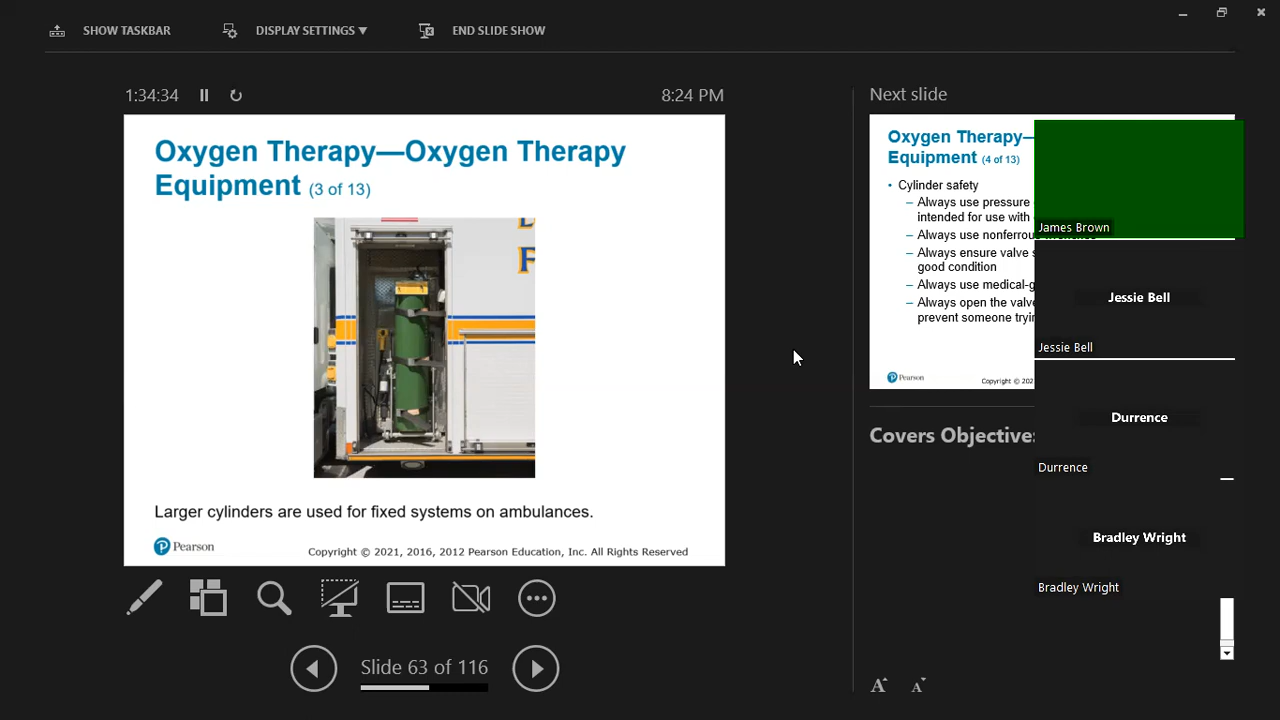 SHOW TASKBAR
DISPLAY SETTINGS ▼
END SLIDE SHOW
1:34:34
8:24 PM
Oxygen Therapy—Oxygen Therapy
Equipment (3 of 13)
Larger cylinders are used for fixed systems on ambulances.
Pearson
Copyright © 2021, 2016, 2012 Pearson Education, Inc. All Rights Reserved
Slide 63 of 116
Next slide
Oxygen Therapy—
Equipment (4 of 13)
• Cylinder safety
– Always use pressure
intended for use with
– Always use nonferrou
– Always ensure valve s
good condition
– Always use medical-g
– Always open the valve
prevent someone tryin
Pearson
Copyright © 202
Covers Objective
James Brown
Jessie Bell
Jessie Bell
Durrence
Durrence
Bradley Wright
Bradley Wright
A A